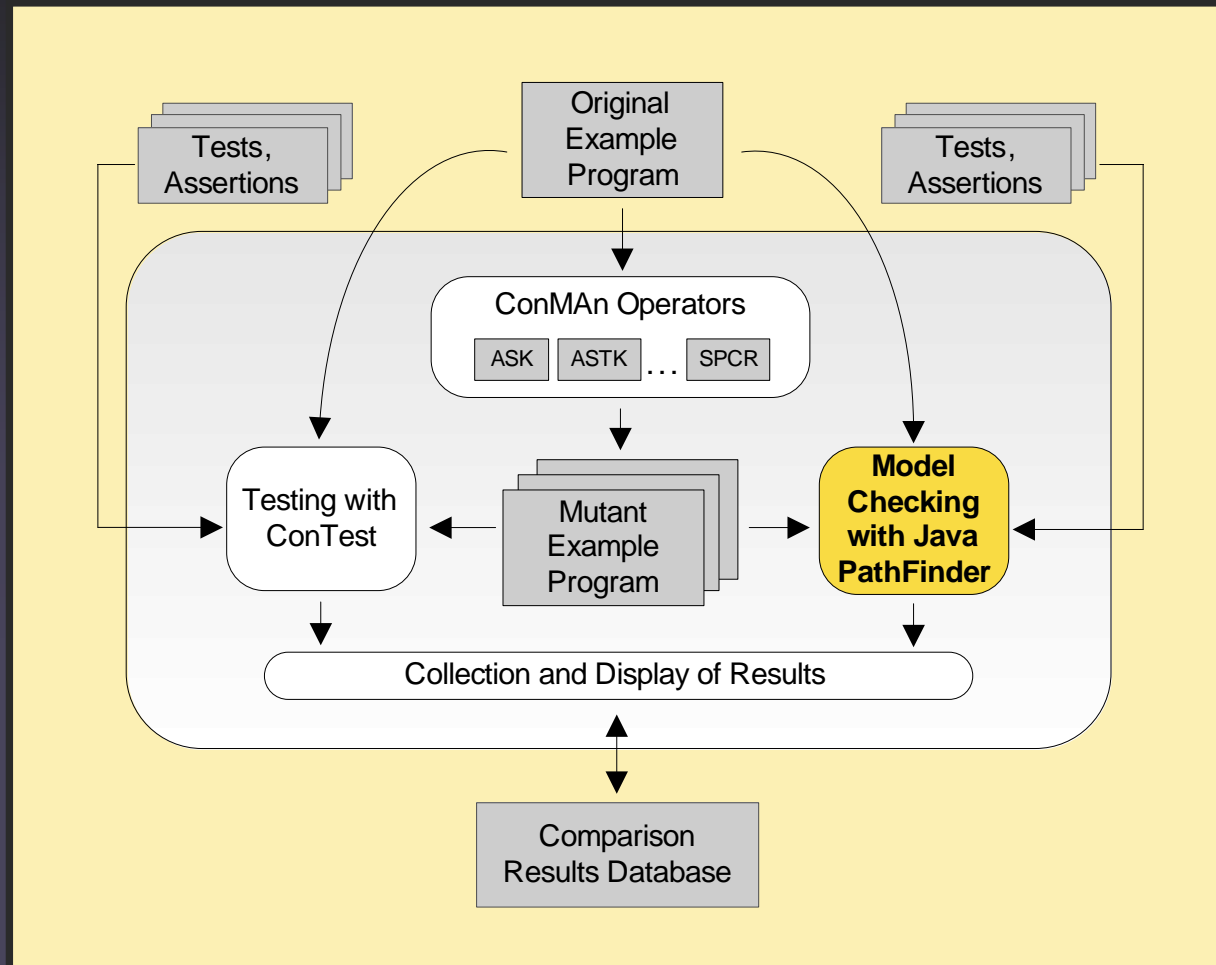 Original
Example
Program
Tests,
Assertions
Tests,
Assertions
ConMAn Operators
ASK
ASTK
...
SPCR
Testing with
ConTest
Mutant
Example
Program
Model
Checking
with Java
PathFinder
Collection and Display of Results
Comparison
Results Database